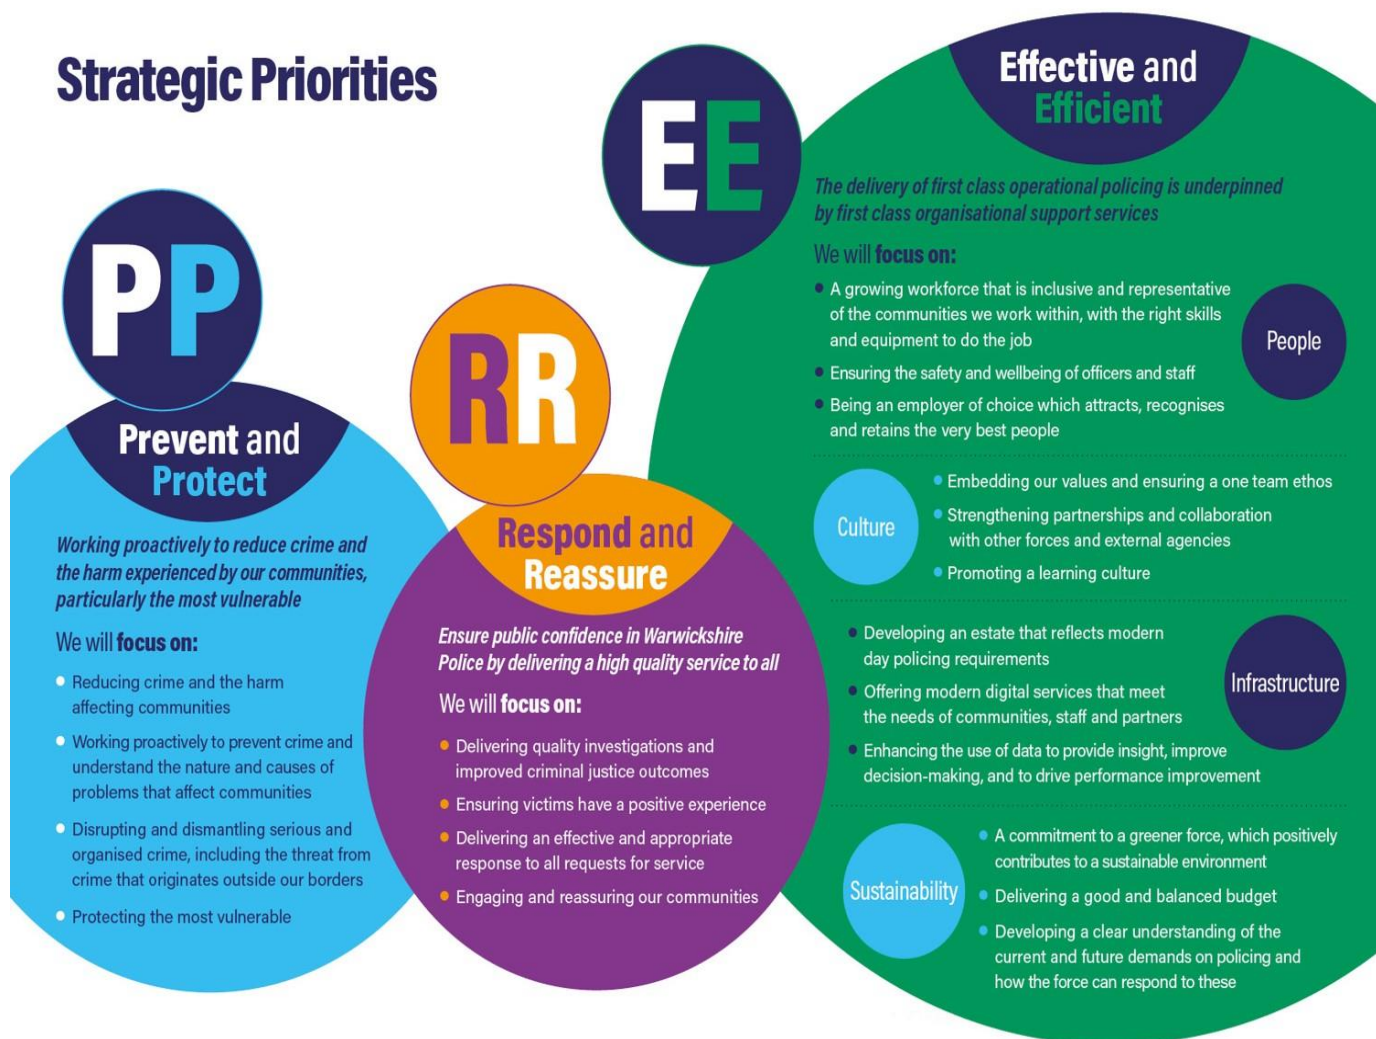 Strategic Priorities
PP
Prevent and
Protect
Working proactively to reduce crime and
the harm experienced by our communities,
particularly the most vulnerable
We will focus on:
• Reducing crime and the harm
affecting communities
• Working proactively to prevent crime and
understand the nature and causes of
problems that affect communities
• Disrupting and dismantling serious and
organised crime, including the threat from
crime that originates outside our borders
• Protecting the most vulnerable
RR
Respond and
Reassure
Ensure public confidence in Warwickshire
Police by delivering a high quality service to all
We will focus on:
• Delivering quality investigations and
improved criminal justice outcomes
• Ensuring victims have a positive experience
• Delivering an effective and appropriate
response to all requests for service
• Engaging and reassuring our communities
EE
Effective and
Efficient
The delivery of first class operational policing is underpinned
by first class organisational support services
We will focus on:
• A growing workforce that is inclusive and representative
of the communities we work within, with the right skills
and equipment to do the job
• Ensuring the safety and wellbeing of officers and staff
• Being an employer of choice which attracts, recognises
and retains the very best people
People
Culture
• Embedding our values and ensuring a one team ethos
• Strengthening partnerships and collaboration
with other forces and external agencies
• Promoting a learning culture
• Developing an estate that reflects modern
day policing requirements
• Offering modern digital services that meet
the needs of communities, staff and partners
• Enhancing the use of data to provide insight, improve
decision-making, and to drive performance improvement
Infrastructure
Sustainability
• A commitment to a greener force, which positively
contributes to a sustainable environment
• Delivering a good and balanced budget
• Developing a clear understanding of the
current and future demands on policing and
how the force can respond to these